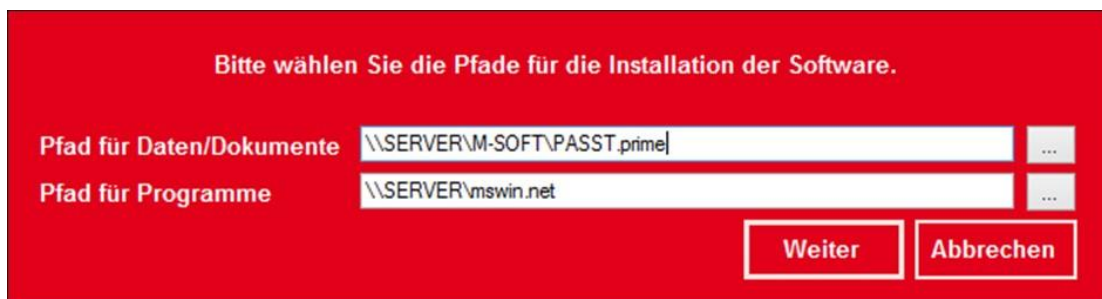 Bitte wählen Sie die Pfade für die Installation der Software.
Pfad für Daten/Dokumente \\SERVER\M-SOFT\PASST.prime ...
Pfad für Programme \\SERVER\mswin.net ...
Weiter Abbrechen